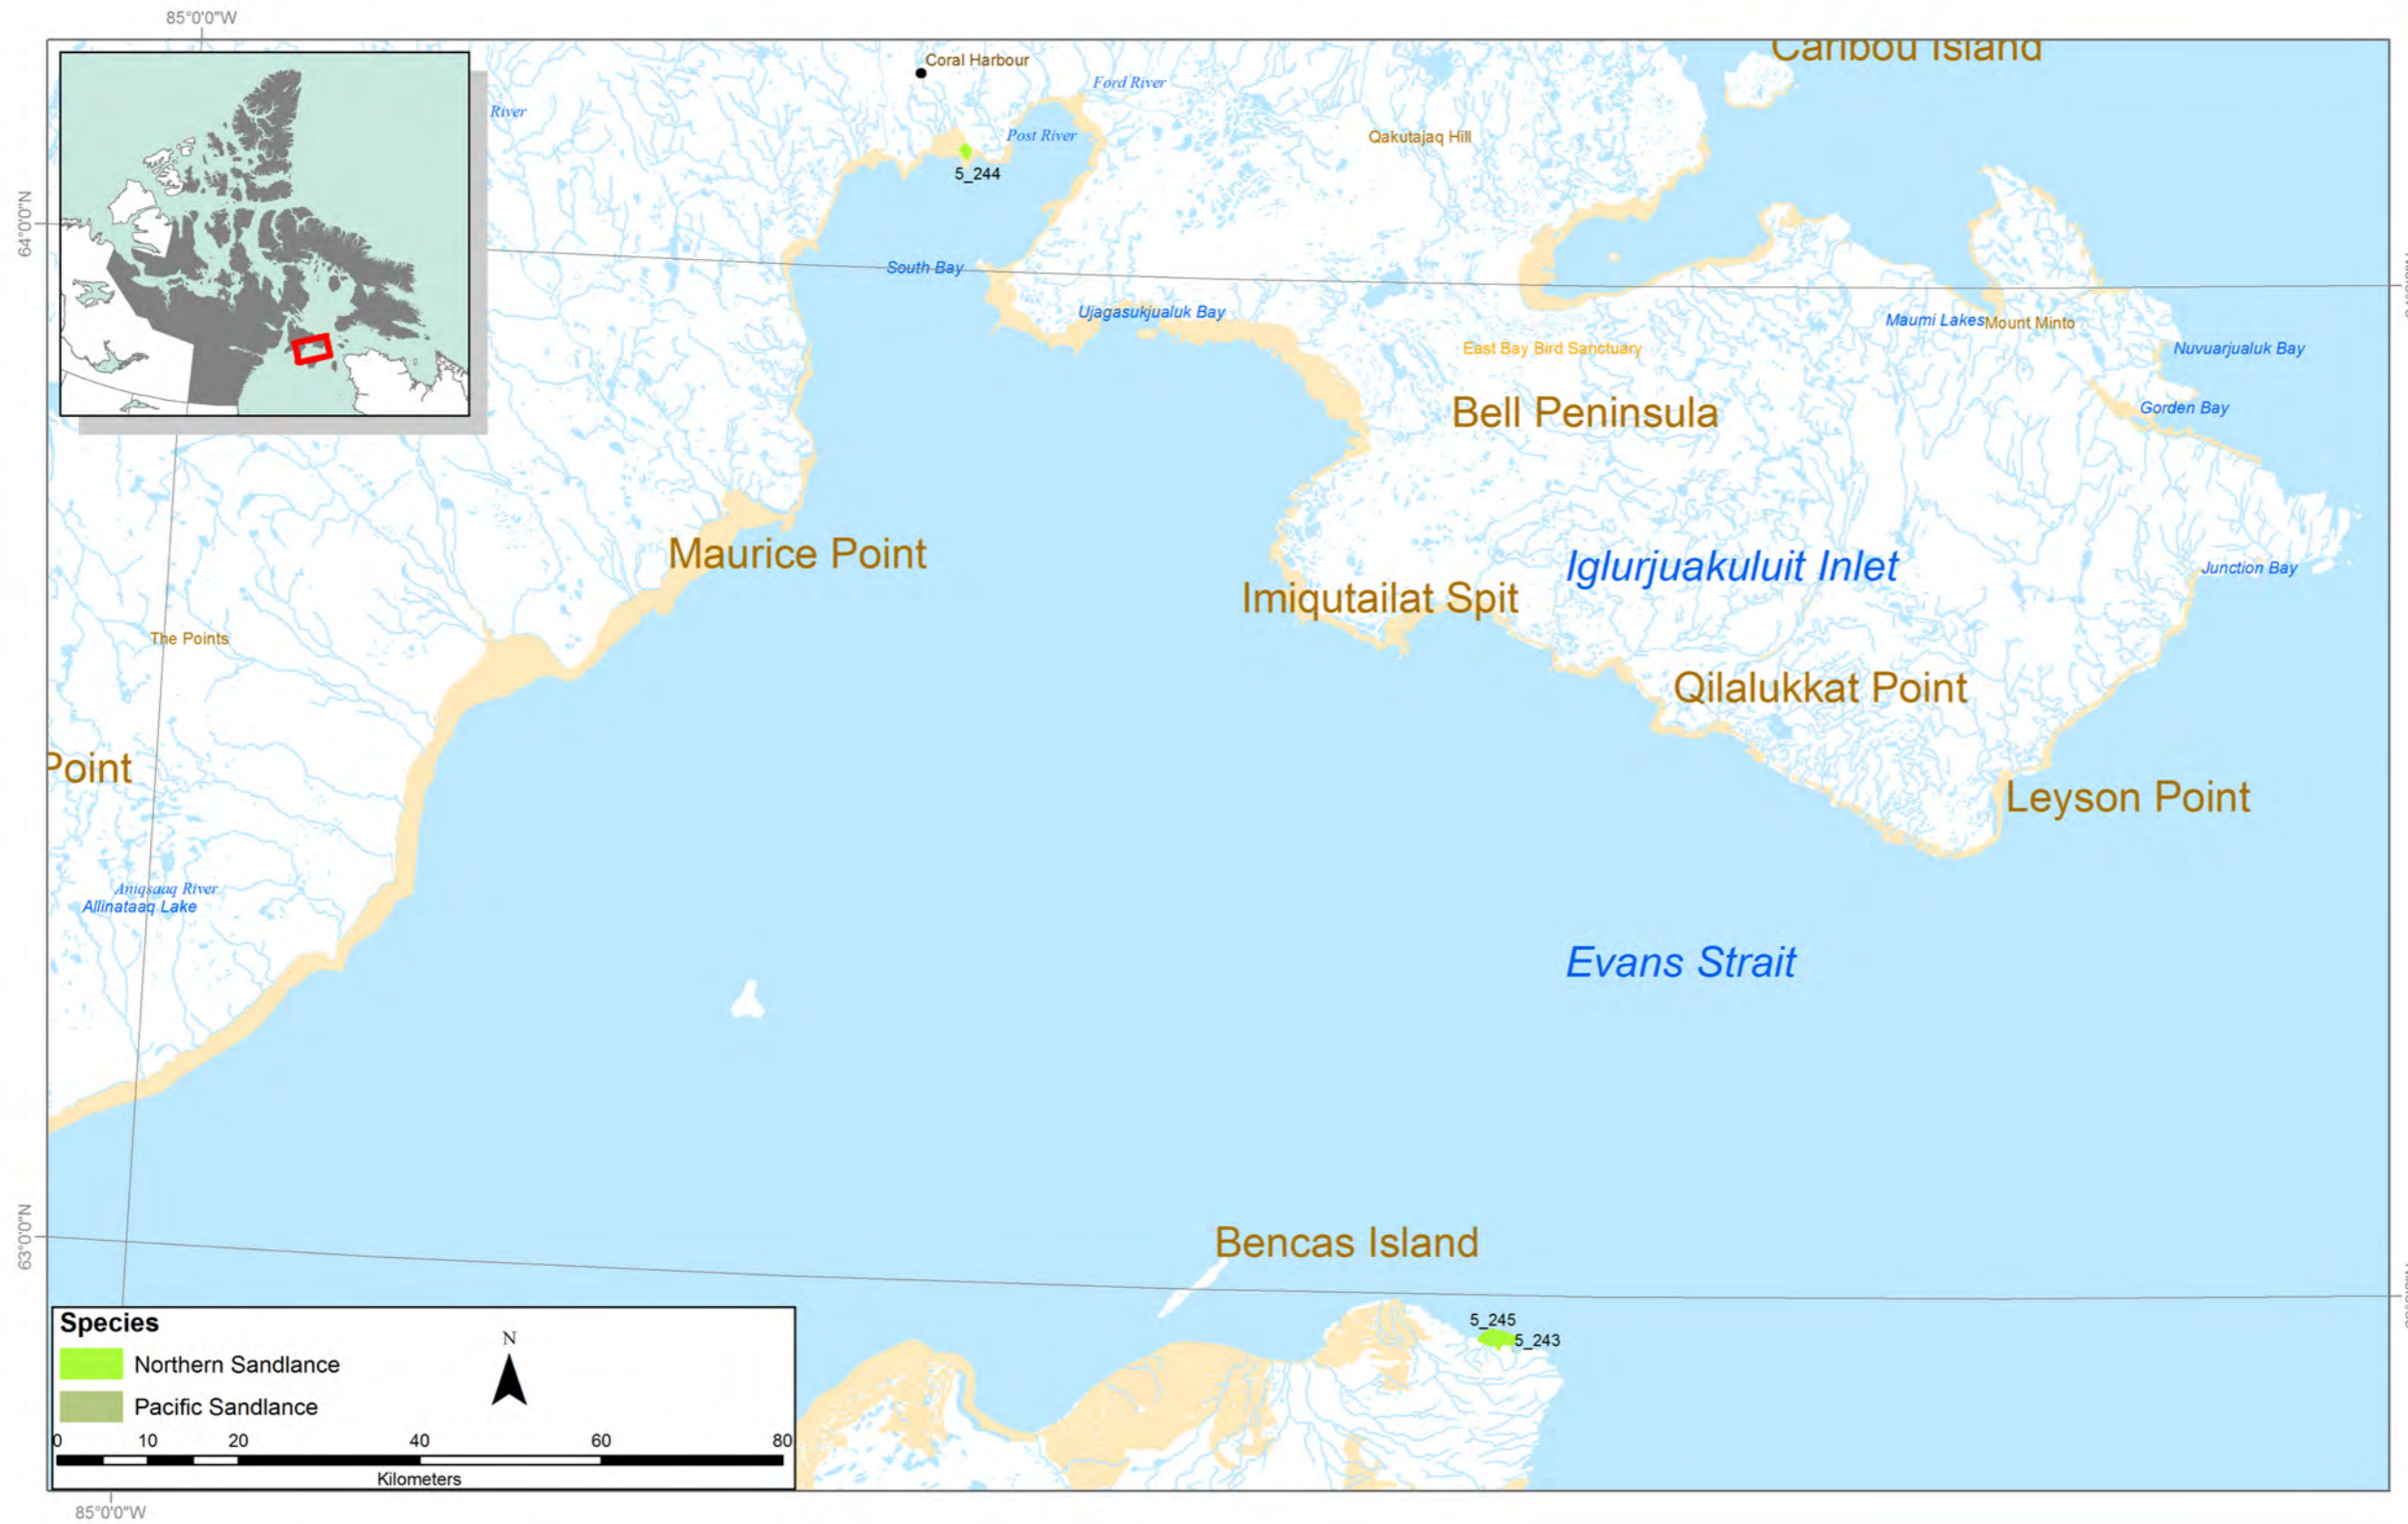 85°0'0"W
Caribou Island
Coral Harbour
Ford River
River
Post River
Qakutajaq Hill
5_244
64°0'0"N
South Bay
Ujagasukjualuk Bay
Maumi Lakes
Mount Minto
East Bay Bird Sanctuary
Nuvuarjualuk Bay
Bell Peninsula
Gorden Bay
Maurice Point
Iglurjuakuluit Inlet
Junction Bay
Imiqutailat Spit
The Points
Qilalukkat Point
Point
Leyson Point
Aniqsaaq River
Allinataaq Lake
Evans Strait
63°0'0"N
Bencas Island
5_245
5_243
Species
N
Northern Sandlance
Pacific Sandlance
0 10 20 40 60 80
Kilometers
85°0'0"W